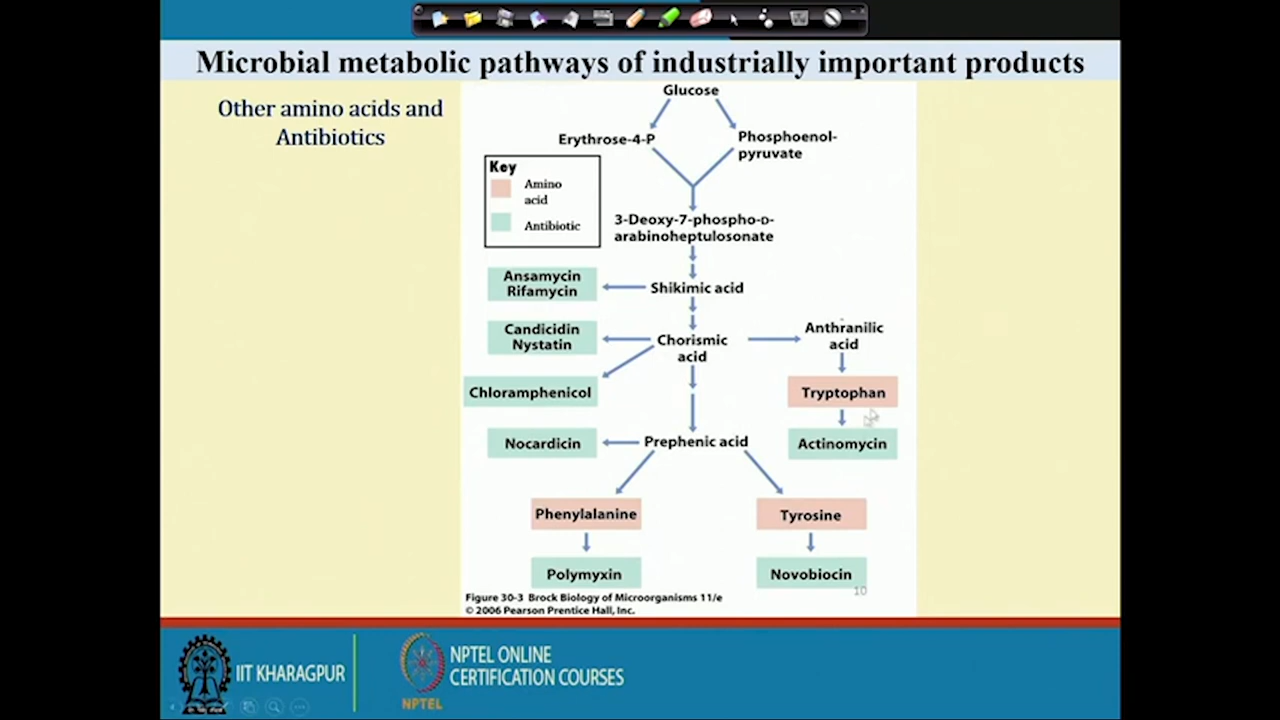 Microbial metabolic pathways of industrially important products
Other amino acids and
Antibiotics
Glucose
Erythrose-4-P
Phosphoenol-
pyruvate
Key
Amino
acid
Antibiotic
3-Deoxy-7-phospho-D-
arabinoheptulosonate
Ansamycin
Rifamycin
Shikimic acid
Candicidin
Nystatin
Chorismic
acid
Anthranilic
acid
Chloramphenicol
Tryptophan
Nocardicin
Prephenic acid
Actinomycin
Phenylalanine
Tyrosine
Polymyxin
Novobiocin
10
Figure 30-3 Brock Biology of Microorganisms 11/e
© 2006 Pearson Prentice Hall, Inc.
IIT KHARAGPUR
NPTEL ONLINE
CERTIFICATION COURSES
NPTEL